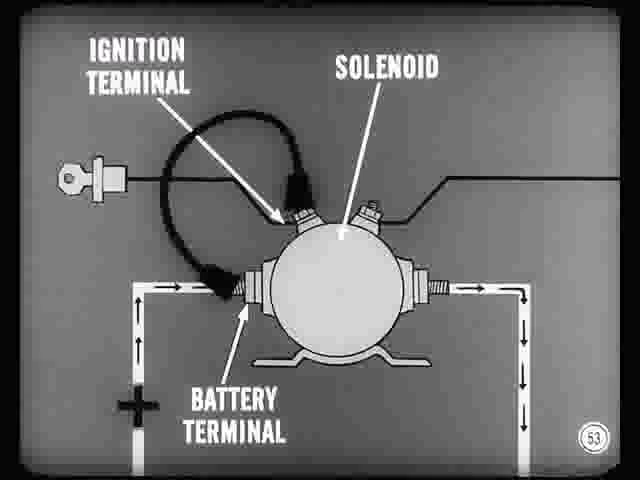 IGNITION
TERMINAL
SOLENOID
+
BATTERY
TERMINAL
53